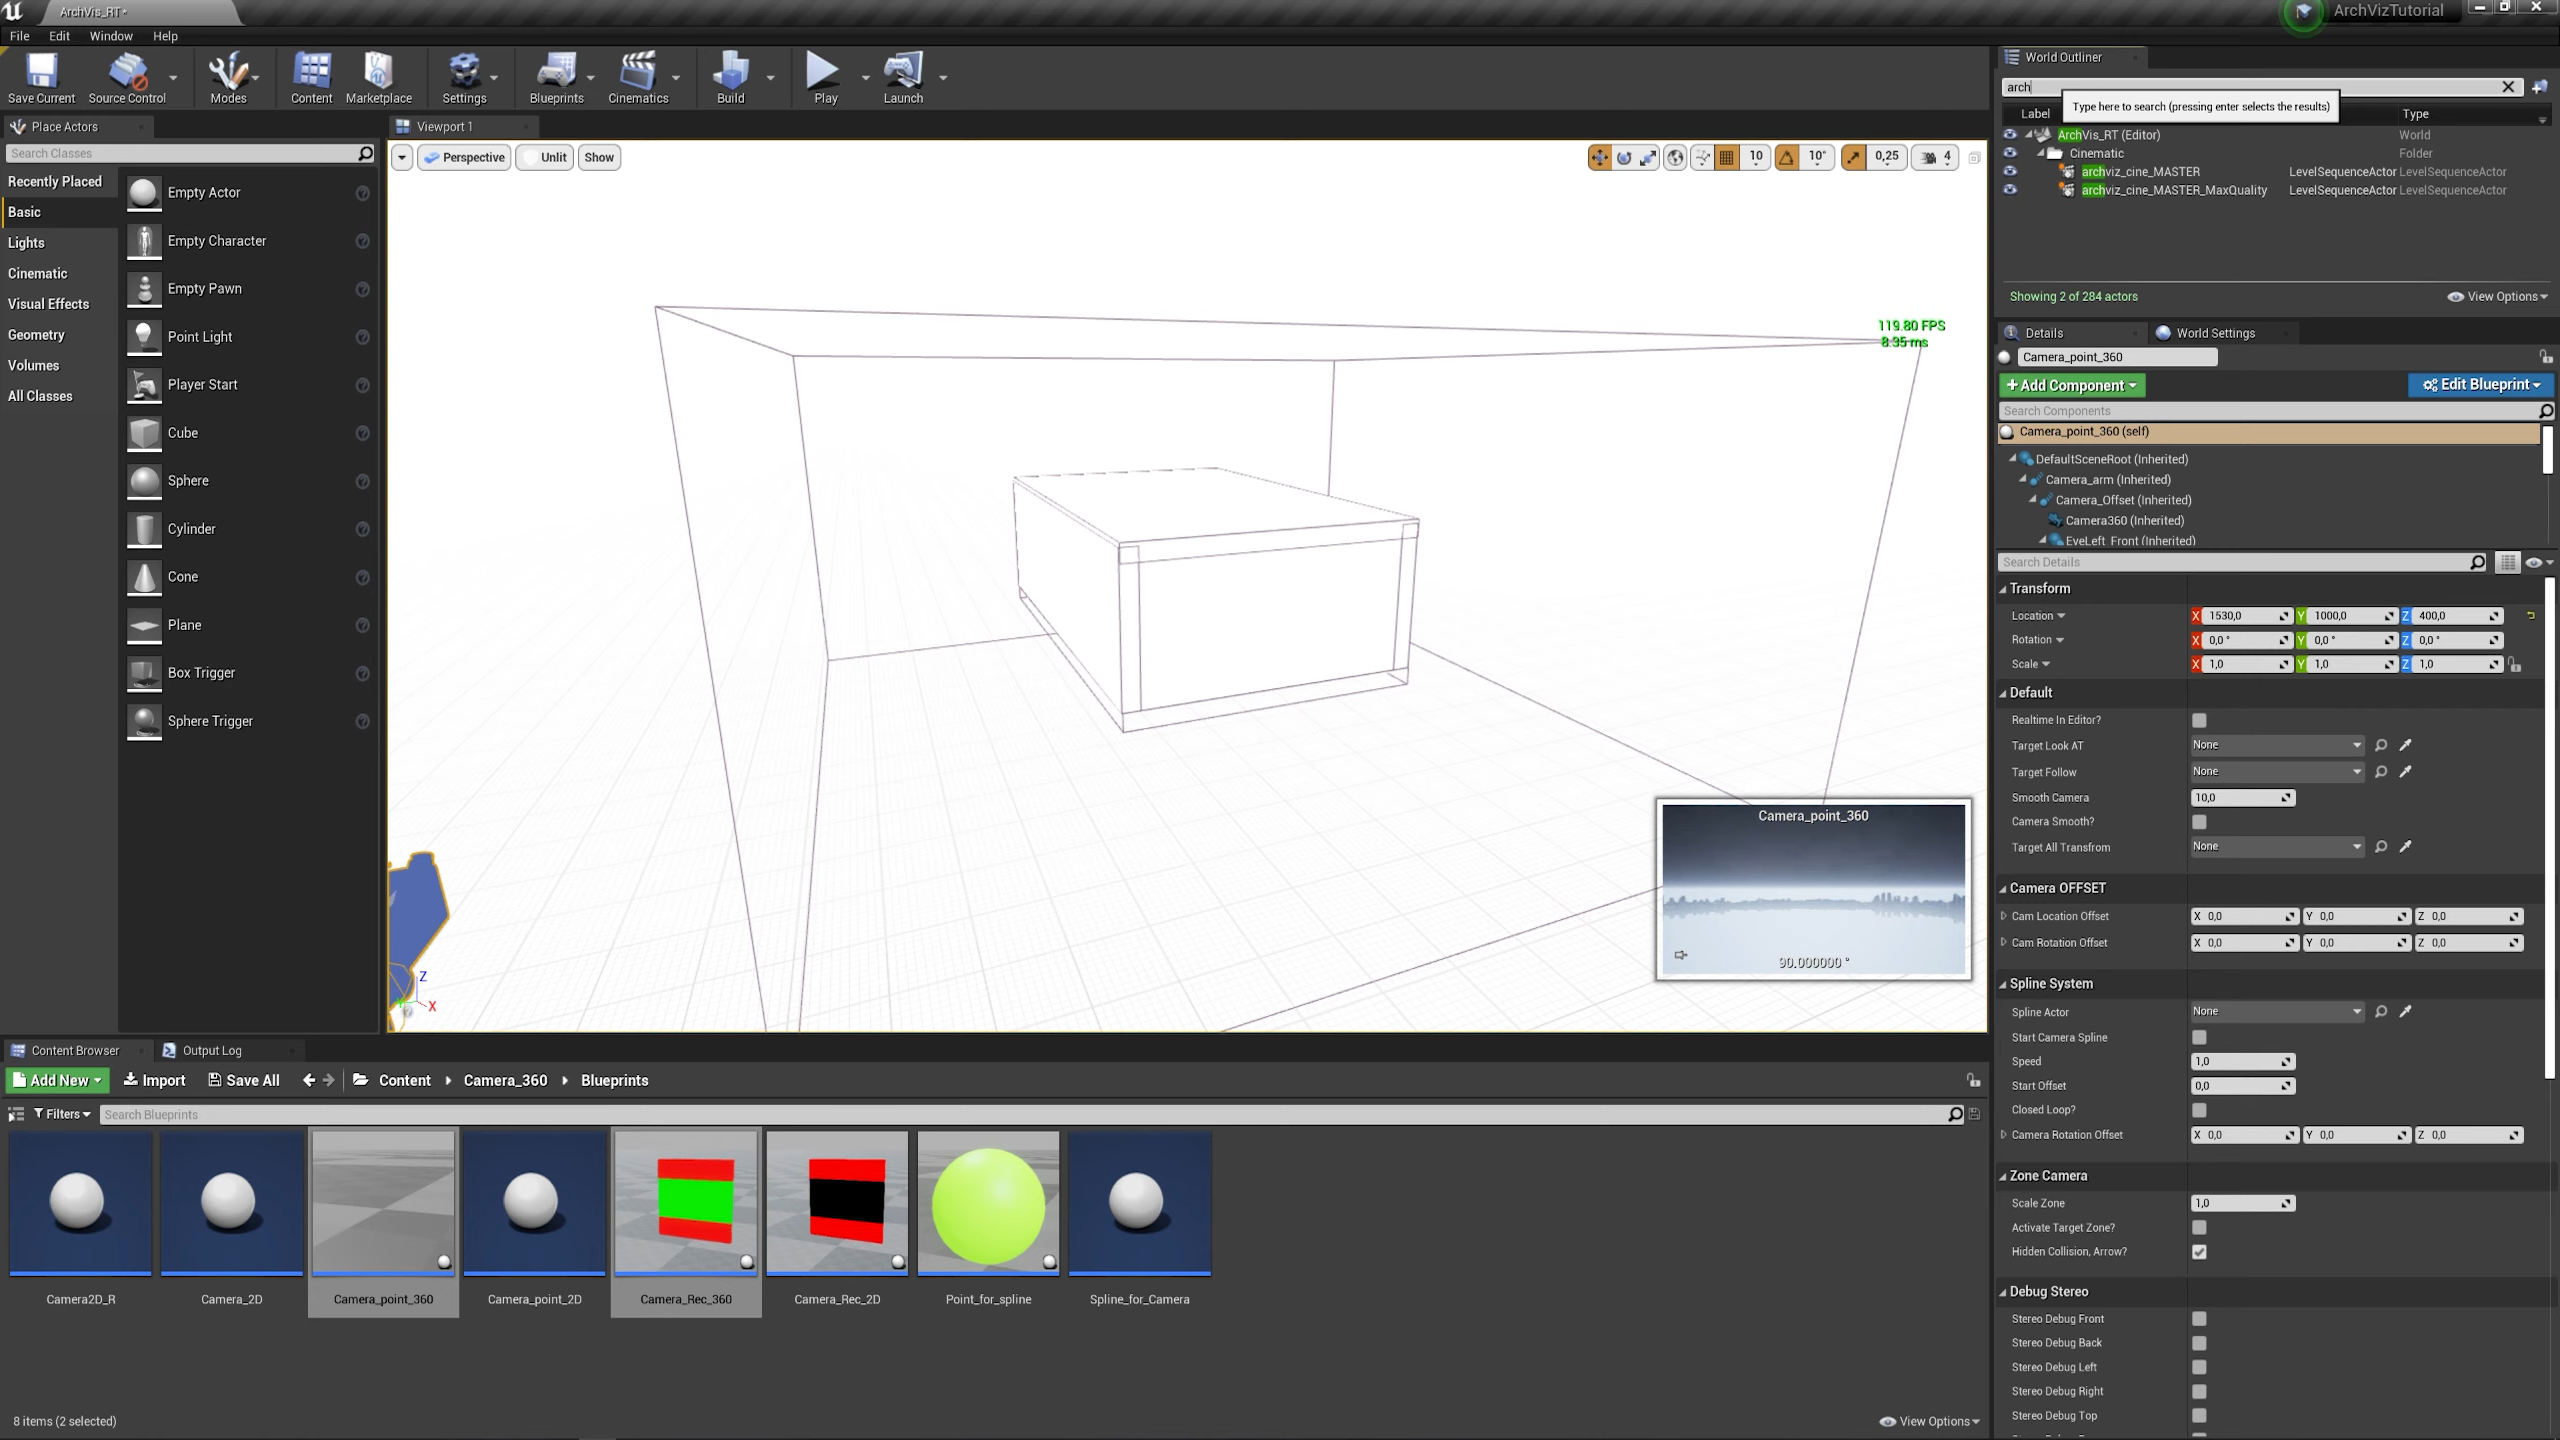 ArchVis_RT*
ArchVizTutorial
File Edit Window Help
Save Current
Source Control
Modes
Content
Marketplace
Settings
Blueprints
Cinematics
Build
Play
Launch
Place Actors
Search Classes
Recently Placed
Basic
Lights
Cinematic
Visual Effects
Geometry
Volumes
All Classes
Empty Actor
Empty Character
Empty Pawn
Point Light
Player Start
Cube
Sphere
Cylinder
Cone
Plane
Box Trigger
Sphere Trigger
Viewport 1
Perspective Unlit Show
10 10° 0,25 4
119.80 FPS
8.35 ms
Camera_point_360
90.000000 °
Z
X
World Outliner
arch
Type here to search (pressing enter selects the results)
Label Type
ArchVis_RT (Editor) World
Cinematic Folder
archviz_cine_MASTER LevelSequenceActor LevelSequenceActor
archviz_cine_MASTER_MaxQuality LevelSequenceActor LevelSequenceActor
Showing 2 of 284 actors View Options
Details World Settings
Camera_point_360
+Add Component Edit Blueprint
Search Components
Camera_point_360 (self)
DefaultSceneRoot (Inherited)
Camera_arm (Inherited)
Camera_Offset (Inherited)
Camera360 (Inherited)
EyeLeft_Front (Inherited)
Search Details
Transform
Location X 1530,0 Y 1000,0 Z 400,0
Rotation X 0,0 ° Y 0,0 ° Z 0,0 °
Scale X 1,0 Y 1,0 Z 1,0
Default
Realtime In Editor?
Target Look AT None
Target Follow None
Smooth Camera 10,0
Camera Smooth?
Target All Transfrom None
Camera OFFSET
Cam Location Offset X 0,0 Y 0,0 Z 0,0
Cam Rotation Offset X 0,0 Y 0,0 Z 0,0
Spline System
Spline Actor None
Start Camera Spline
Speed 1,0
Start Offset 0,0
Closed Loop?
Camera Rotation Offset X 0,0 Y 0,0 Z 0,0
Zone Camera
Scale Zone 1,0
Activate Target Zone?
Hidden Collision, Arrow?
Debug Stereo
Stereo Debug Front
Stereo Debug Back
Stereo Debug Left
Stereo Debug Right
Stereo Debug Top
Content Browser Output Log
Add New Import Save All Content Camera_360 Blueprints
Filters Search Blueprints
Camera2D_R
Camera_2D
Camera_point_360
Camera_point_2D
Camera_Rec_360
Camera_Rec_2D
Point_for_spline
Spline_for_Camera
8 items (2 selected) View Options